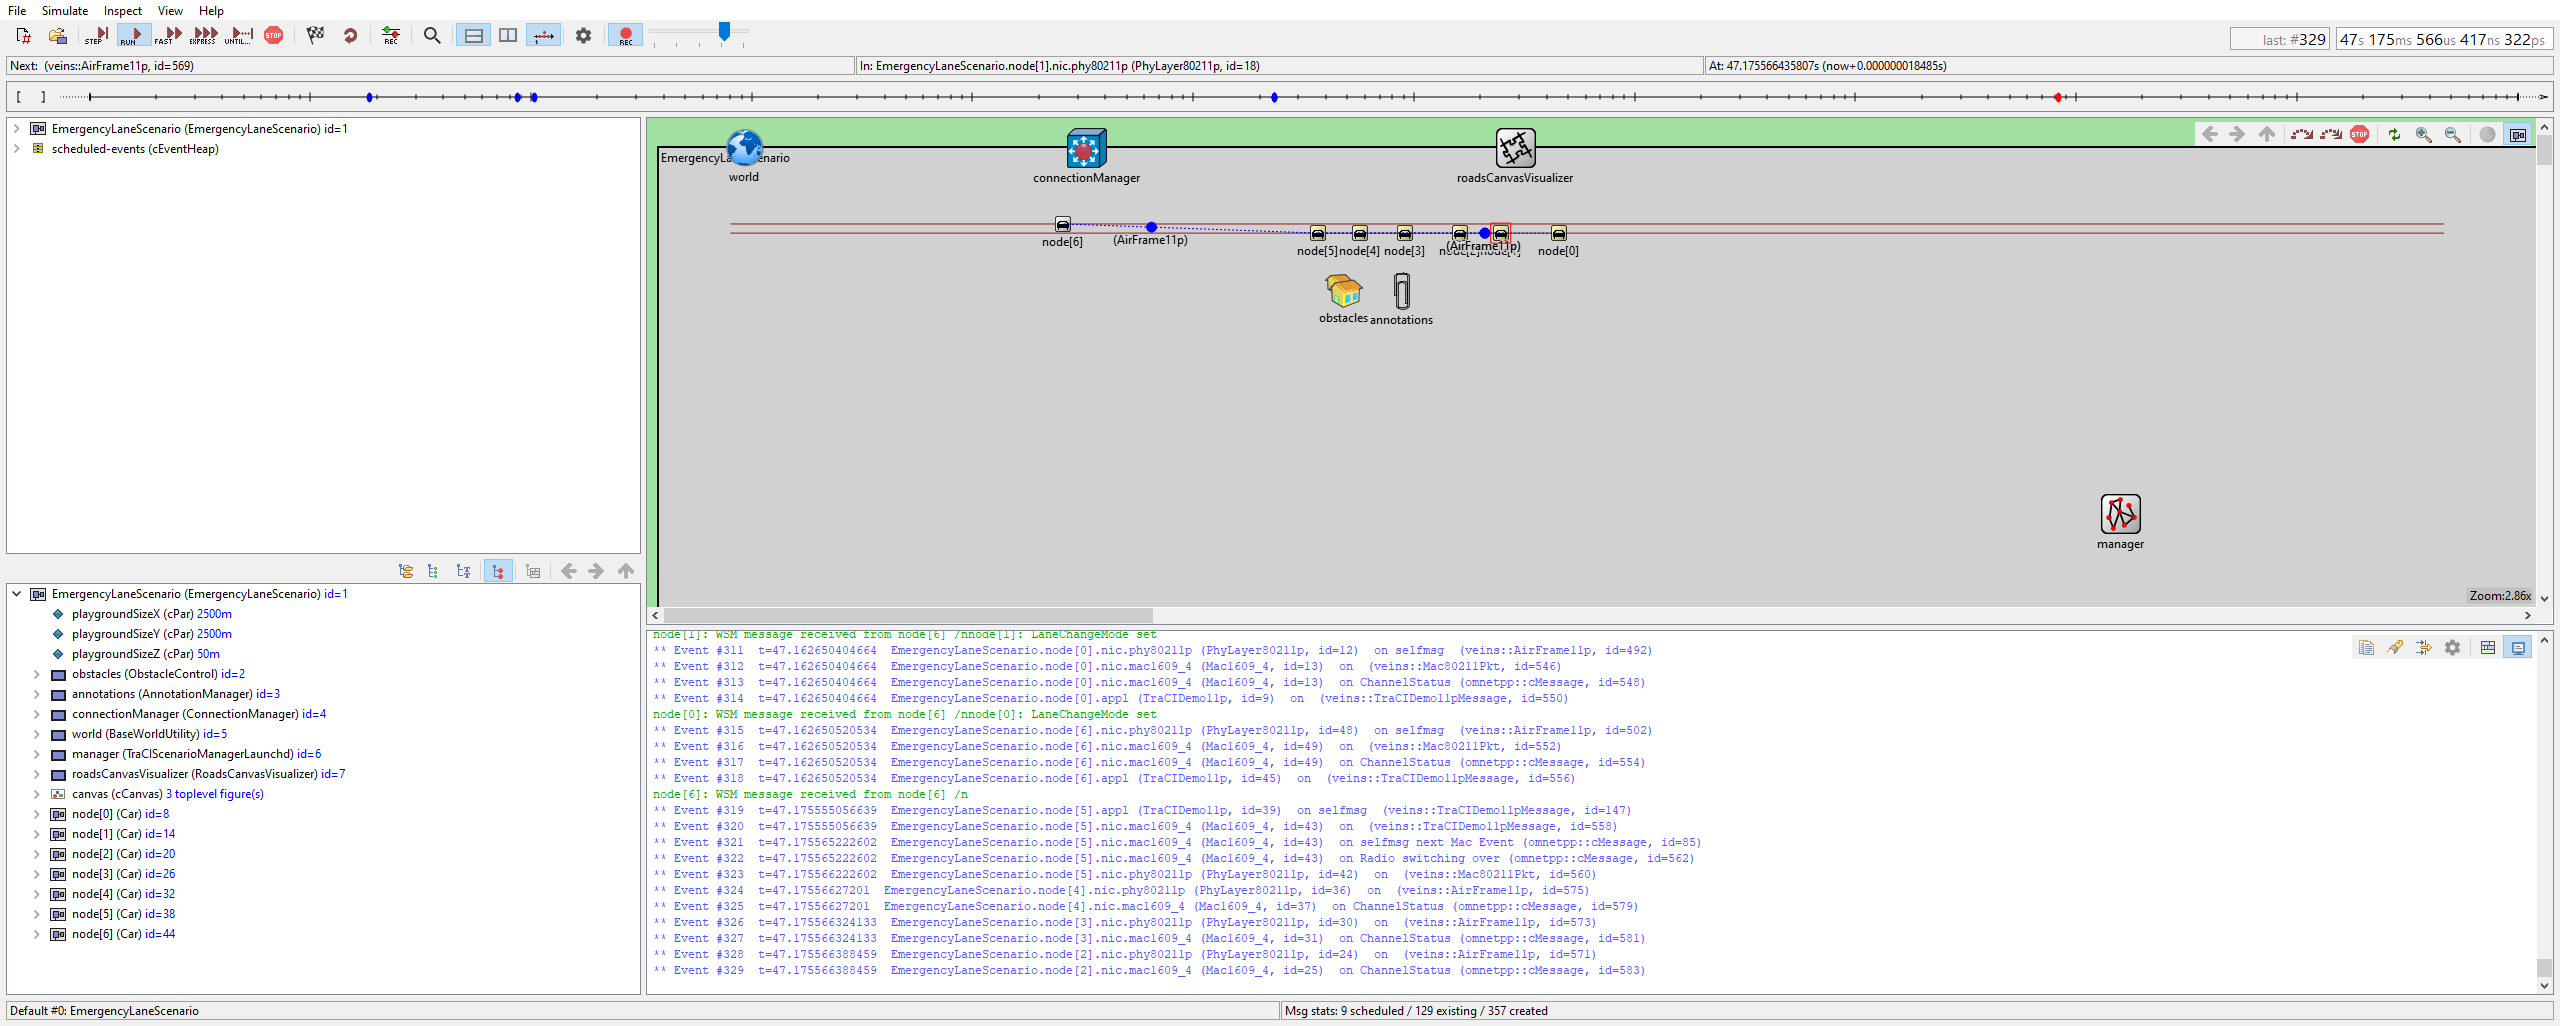 File Simulate Inspect View Help
STEP RUN FAST EXPRESS UNTIL... STOP REC REC
last: #329 47s 175ms 566us 417ns 322ps
Next: (veins::AirFrame11p, id=569) In: EmergencyLaneScenario.node[1].nic.phy80211p (PhyLayer80211p, id=18) At: 47.175566435807s (now+0.000000018485s)
[ ]
EmergencyLaneScenario (EmergencyLaneScenario) id=1
scheduled-events (cEventHeap)
STOP
world
connectionManager
roadsCanvasVisualizer
node[6]
(AirFrame11p)
(AirFrame11p)
node[5] node[4] node[3] node[0]
obstacles annotations
manager
Zoom:2.86x
EmergencyLaneScenario (EmergencyLaneScenario) id=1
playgroundSizeX (cPar) 2500m
playgroundSizeY (cPar) 2500m
playgroundSizeZ (cPar) 50m
obstacles (ObstacleControl) id=2
annotations (AnnotationManager) id=3
connectionManager (ConnectionManager) id=4
world (BaseWorldUtility) id=5
manager (TraCIScenarioManagerLaunchd) id=6
roadsCanvasVisualizer (RoadsCanvasVisualizer) id=7
canvas (cCanvas) 3 toplevel figure(s)
node[0] (Car) id=8
node[1] (Car) id=14
node[2] (Car) id=20
node[3] (Car) id=26
node[4] (Car) id=32
node[5] (Car) id=38
node[6] (Car) id=44
node[1]: WSM message received from node[6] /nnode[1]: LaneChangeMode set
** Event #311 t=47.162650404664 EmergencyLaneScenario.node[0].nic.phy80211p (PhyLayer80211p, id=12) on selfmsg (veins::AirFrame11p, id=492)
** Event #312 t=47.162650404664 EmergencyLaneScenario.node[0].nic.mac1609_4 (Mac1609_4, id=13) on (veins::Mac80211Pkt, id=546)
** Event #313 t=47.162650404664 EmergencyLaneScenario.node[0].nic.mac1609_4 (Mac1609_4, id=13) on ChannelStatus (omnetpp::cMessage, id=548)
** Event #314 t=47.162650404664 EmergencyLaneScenario.node[0].appl (TraCIDemo11p, id=9) on (veins::TraCIDemo11pMessage, id=550)
node[0]: WSM message received from node[6] /nnode[0]: LaneChangeMode set
** Event #315 t=47.162650520534 EmergencyLaneScenario.node[6].nic.phy80211p (PhyLayer80211p, id=48) on selfmsg (veins::AirFrame11p, id=502)
** Event #316 t=47.162650520534 EmergencyLaneScenario.node[6].nic.mac1609_4 (Mac1609_4, id=49) on (veins::Mac80211Pkt, id=552)
** Event #317 t=47.162650520534 EmergencyLaneScenario.node[6].nic.mac1609_4 (Mac1609_4, id=49) on ChannelStatus (omnetpp::cMessage, id=554)
** Event #318 t=47.162650520534 EmergencyLaneScenario.node[6].appl (TraCIDemo11p, id=45) on (veins::TraCIDemo11pMessage, id=556)
node[6]: WSM message received from node[6] /n
** Event #319 t=47.175555056639 EmergencyLaneScenario.node[5].appl (TraCIDemo11p, id=39) on selfmsg (veins::TraCIDemo11pMessage, id=147)
** Event #320 t=47.175555056639 EmergencyLaneScenario.node[5].nic.mac1609_4 (Mac1609_4, id=43) on (veins::TraCIDemo11pMessage, id=558)
** Event #321 t=47.175565222602 EmergencyLaneScenario.node[5].nic.mac1609_4 (Mac1609_4, id=43) on selfmsg next Mac Event (omnetpp::cMessage, id=85)
** Event #322 t=47.175566222602 EmergencyLaneScenario.node[5].nic.mac1609_4 (Mac1609_4, id=43) on Radio switching over (omnetpp::cMessage, id=562)
** Event #323 t=47.175566222602 EmergencyLaneScenario.node[5].nic.phy80211p (PhyLayer80211p, id=42) on (veins::Mac80211Pkt, id=560)
** Event #324 t=47.17556627201 EmergencyLaneScenario.node[4].nic.phy80211p (PhyLayer80211p, id=36) on (veins::AirFrame11p, id=575)
** Event #325 t=47.17556627201 EmergencyLaneScenario.node[4].nic.mac1609_4 (Mac1609_4, id=37) on ChannelStatus (omnetpp::cMessage, id=579)
** Event #326 t=47.175566324133 EmergencyLaneScenario.node[3].nic.phy80211p (PhyLayer80211p, id=30) on (veins::AirFrame11p, id=573)
** Event #327 t=47.175566324133 EmergencyLaneScenario.node[3].nic.mac1609_4 (Mac1609_4, id=31) on ChannelStatus (omnetpp::cMessage, id=581)
** Event #328 t=47.175566388459 EmergencyLaneScenario.node[2].nic.phy80211p (PhyLayer80211p, id=24) on (veins::AirFrame11p, id=571)
** Event #329 t=47.175566388459 EmergencyLaneScenario.node[2].nic.mac1609_4 (Mac1609_4, id=25) on ChannelStatus (omnetpp::cMessage, id=583)
Default #0: EmergencyLaneScenario Msg stats: 9 scheduled / 129 existing / 357 created